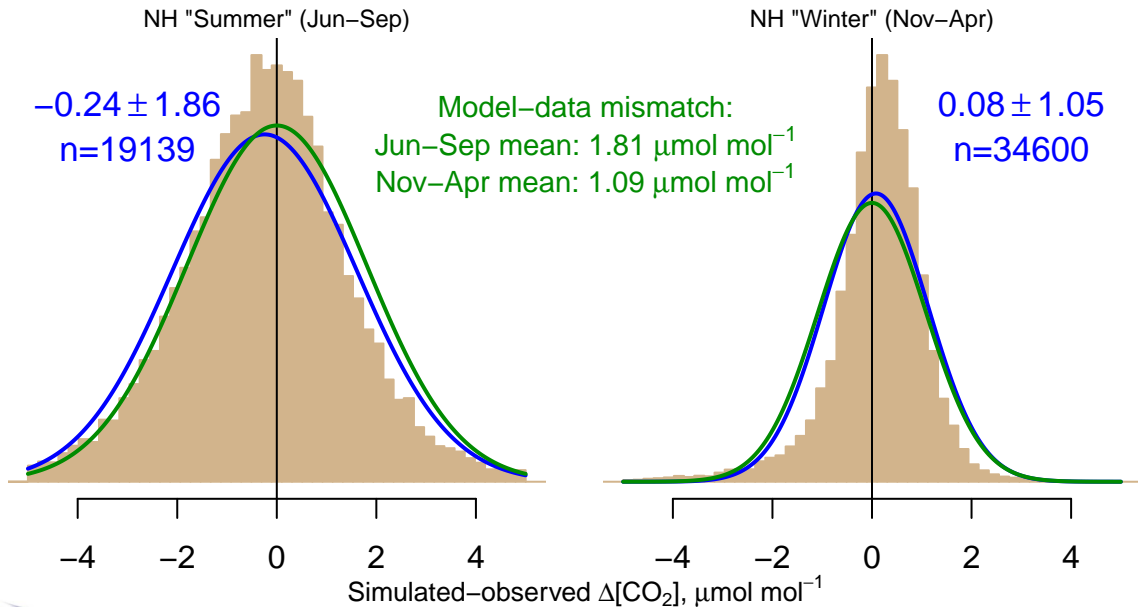 NH "Summer" (Jun−Sep)
NH "Winter" (Nov−Apr)
−0.24 ± 1.86
n=19139
Model−data mismatch:
Jun−Sep mean: 1.81 μmol mol⁻¹
Nov−Apr mean: 1.09 μmol mol⁻¹
0.08 ± 1.05
n=34600
−4 −2 0 2 4
−4 −2 0 2 4
Simulated−observed Δ[CO₂], μmol mol⁻¹